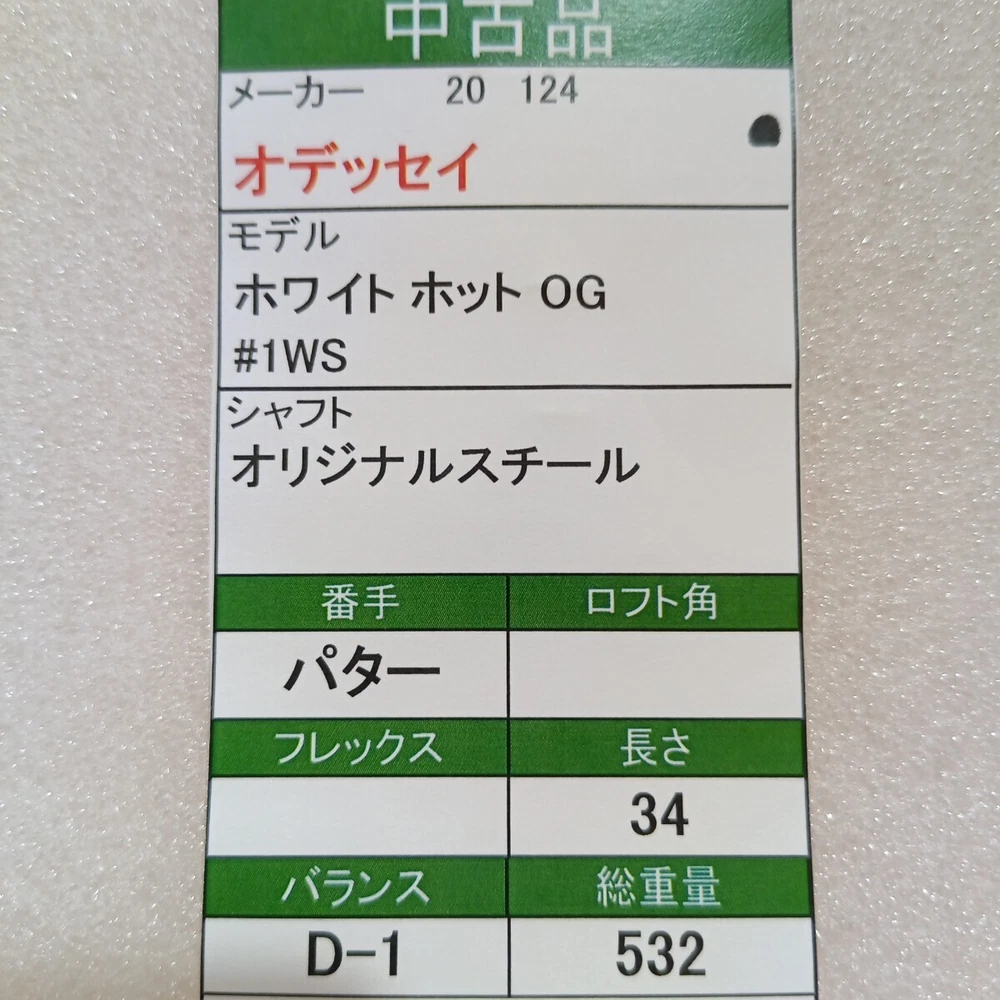 中古品
メーカー 20 124
オデッセイ
モデル
ホワイト ホット OG
#1WS
シャフト
オリジナルスチール
番手 ロフト角
パター
フレックス 長さ
34
バランス 総重量
D-1 532